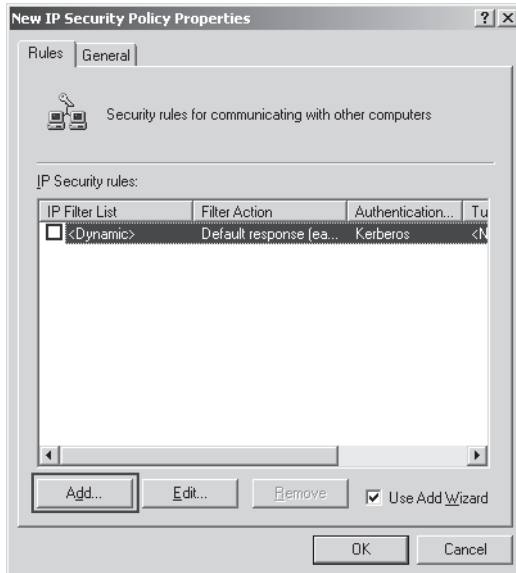 New IP Security Policy Properties ? X
Rules General
Security rules for communicating with other computers
IP Security rules:
IP Filter List Filter Action Authentication... Tu
<Dynamic> Default response (ea... Kerberos <N
Add... Edit... Remove Use Add Wizard
OK Cancel